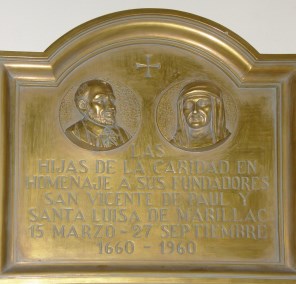 LAS
HIJAS DE LA CARIDAD EN
HOMENAJE A SUS FUNDADORES
SAN VICENTE DE PAUL Y
SANTA LUISA DE MARILLAC
15 MARZO - 27 SEPTIEMBRE
1660 - 1960